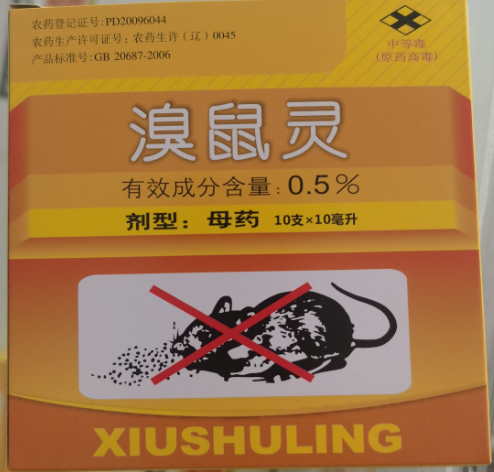 农药登记证号:PD20096044
农药生产许可证号:农药生许(辽)0045
产品标准号:GB 20687-2006
中等毒
(原药高毒)
溴鼠灵
有效成分含量:0.5%
剂型:母药 10支×10毫升
XIUSHULING